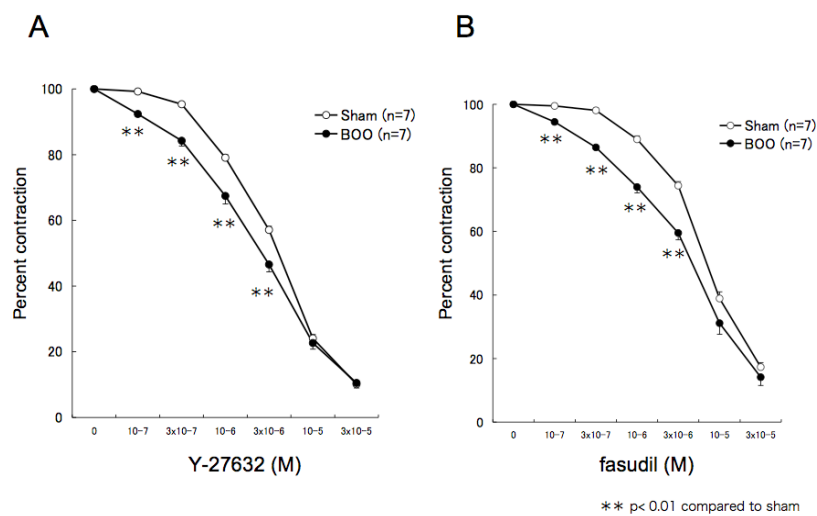 A
100
80
60
40
20
0
Percent contraction
Sham (n=7)
BOO (n=7)
**
**
**
**
0 10-7 3x10-7 10-6 3x10-6 10-5 3x10-5
Y-27632 (M)
B
100
80
60
40
20
0
Percent contraction
Sham (n=7)
BOO (n=7)
**
**
**
**
0 10-7 3x10-7 10-6 3x10-6 10-5 3x10-5
fasudil (M)
** p< 0.01 compared to sham